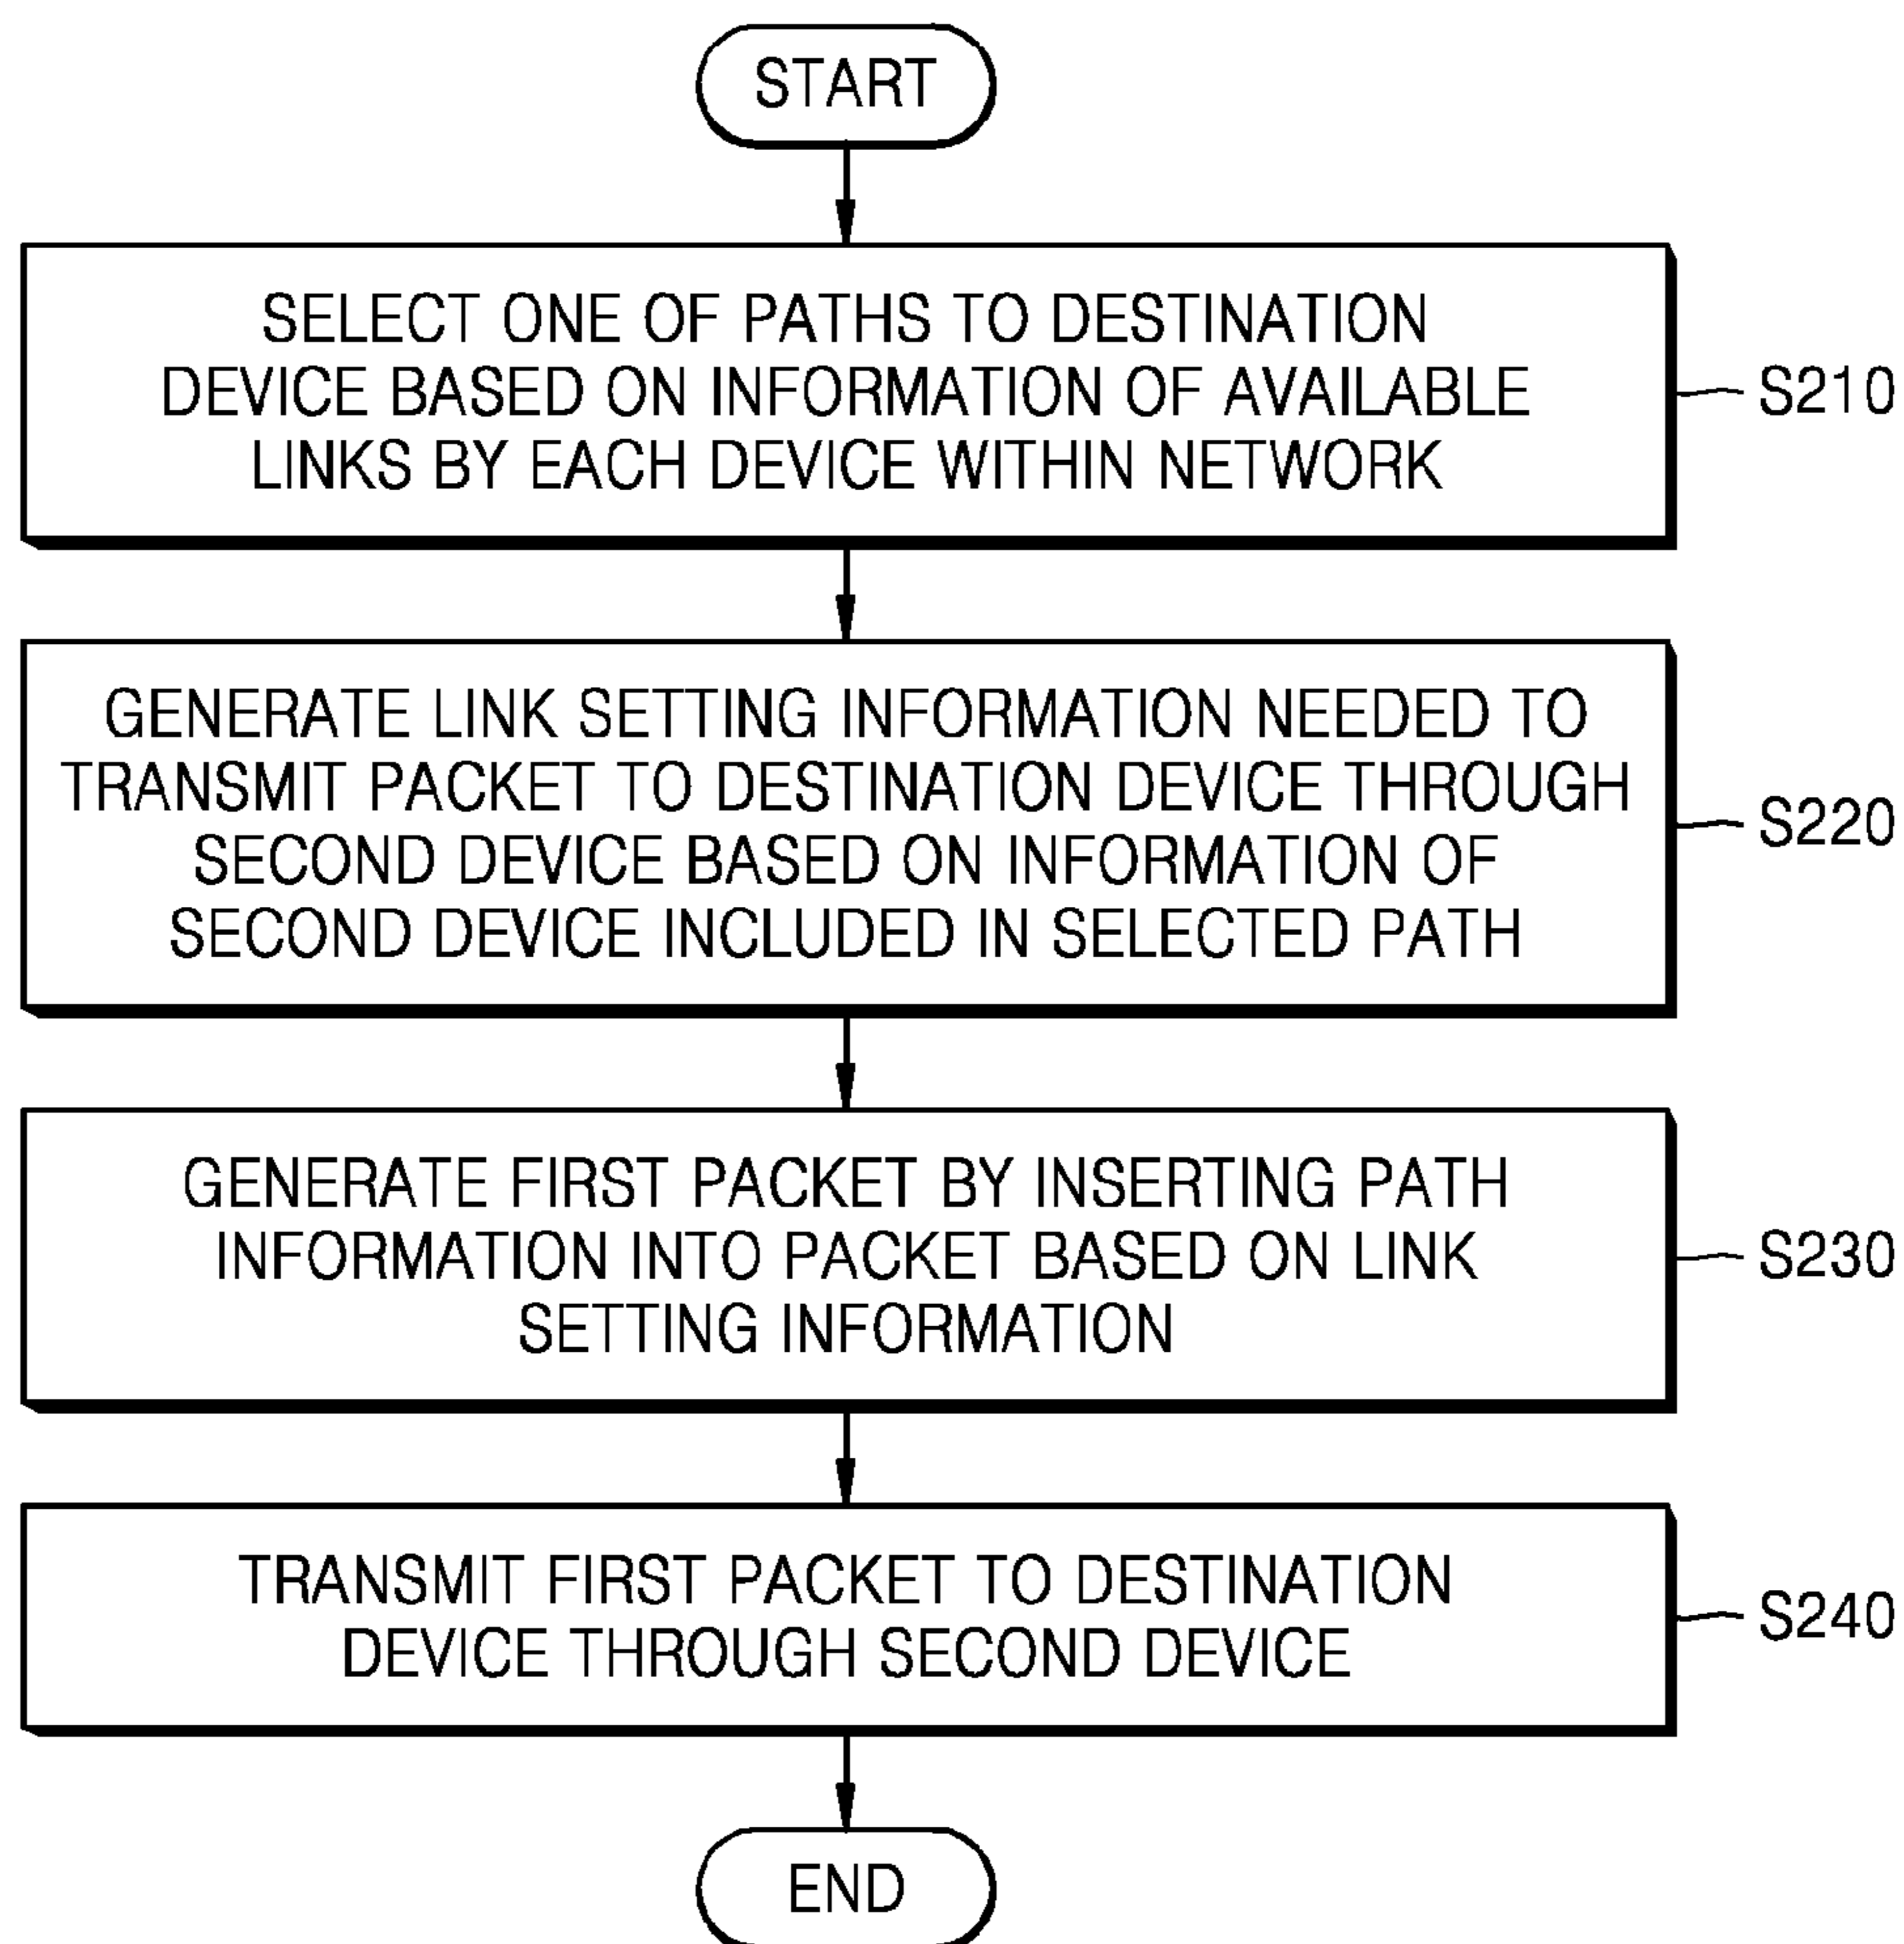 START
SELECT ONE OF PATHS TO DESTINATION
DEVICE BASED ON INFORMATION OF AVAILABLE
LINKS BY EACH DEVICE WITHIN NETWORK
S210
GENERATE LINK SETTING INFORMATION NEEDED TO
TRANSMIT PACKET TO DESTINATION DEVICE THROUGH
SECOND DEVICE BASED ON INFORMATION OF
SECOND DEVICE INCLUDED IN SELECTED PATH
S220
GENERATE FIRST PACKET BY INSERTING PATH
INFORMATION INTO PACKET BASED ON LINK
SETTING INFORMATION
S230
TRANSMIT FIRST PACKET TO DESTINATION
DEVICE THROUGH SECOND DEVICE
S240
END